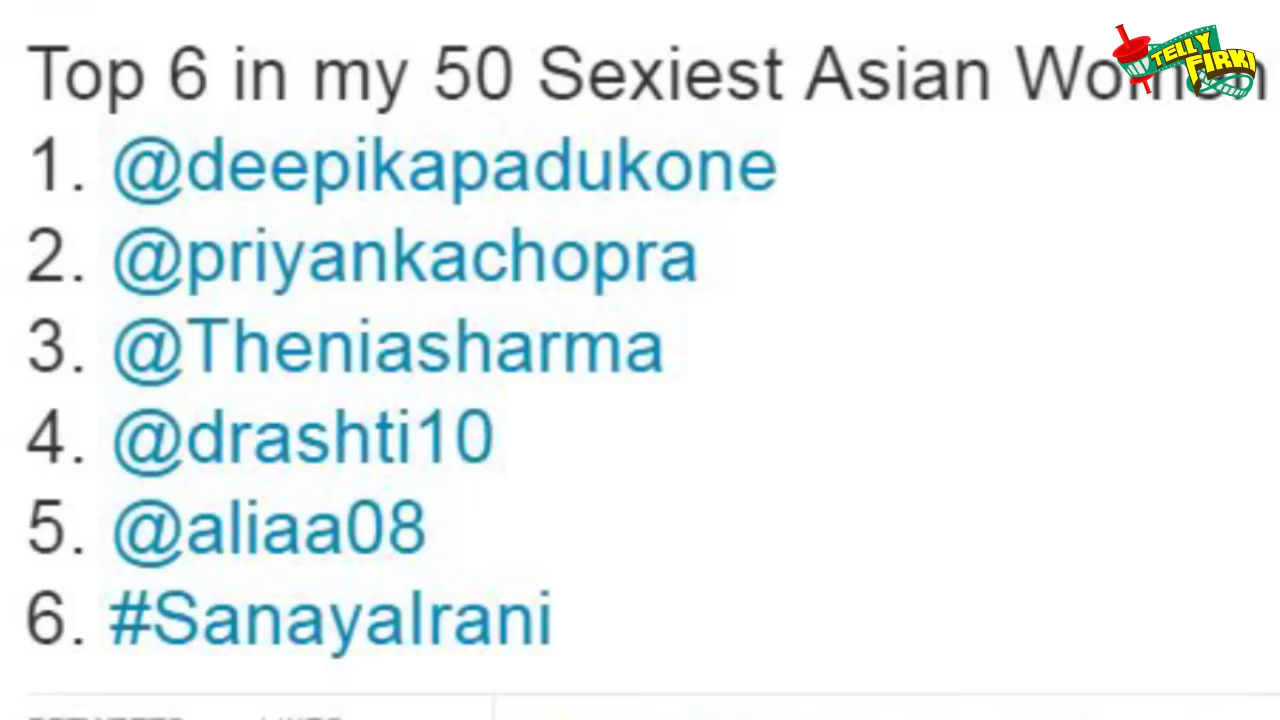 Top 6 in my 50 Sexiest Asian Women
TELLY
FIRKI
1. @deepikapadukone
2. @priyankachopra
3. @Theniasharma
4. @drashti10
5. @aliaa08
6. #SanayaIrani